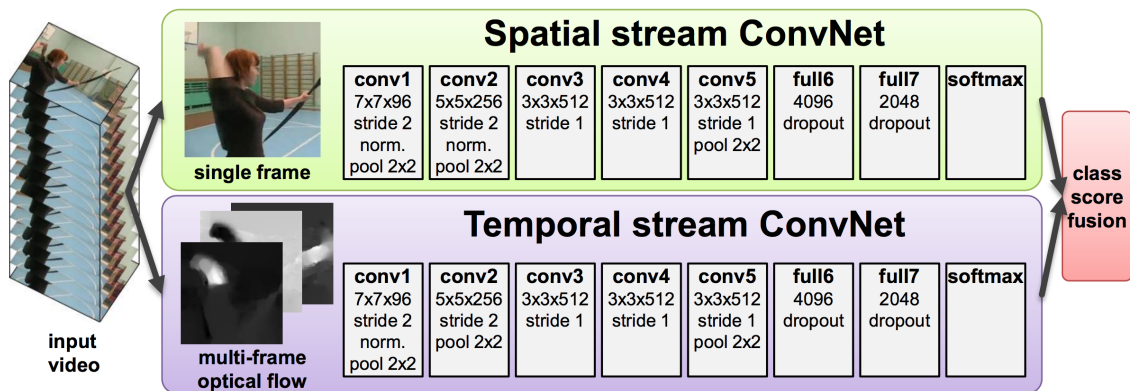 Spatial stream ConvNet
conv1
7x7x96
stride 2
norm.
pool 2x2
conv2
5x5x256
stride 2
norm.
pool 2x2
conv3
3x3x512
stride 1
conv4
3x3x512
stride 1
conv5
3x3x512
stride 1
pool 2x2
full6
4096
dropout
full7
2048
dropout
softmax
single frame
Temporal stream ConvNet
conv1
7x7x96
stride 2
norm.
pool 2x2
conv2
5x5x256
stride 2
pool 2x2
conv3
3x3x512
stride 1
conv4
3x3x512
stride 1
conv5
3x3x512
stride 1
pool 2x2
full6
4096
dropout
full7
2048
dropout
softmax
multi-frame
optical flow
input
video
class
score
fusion